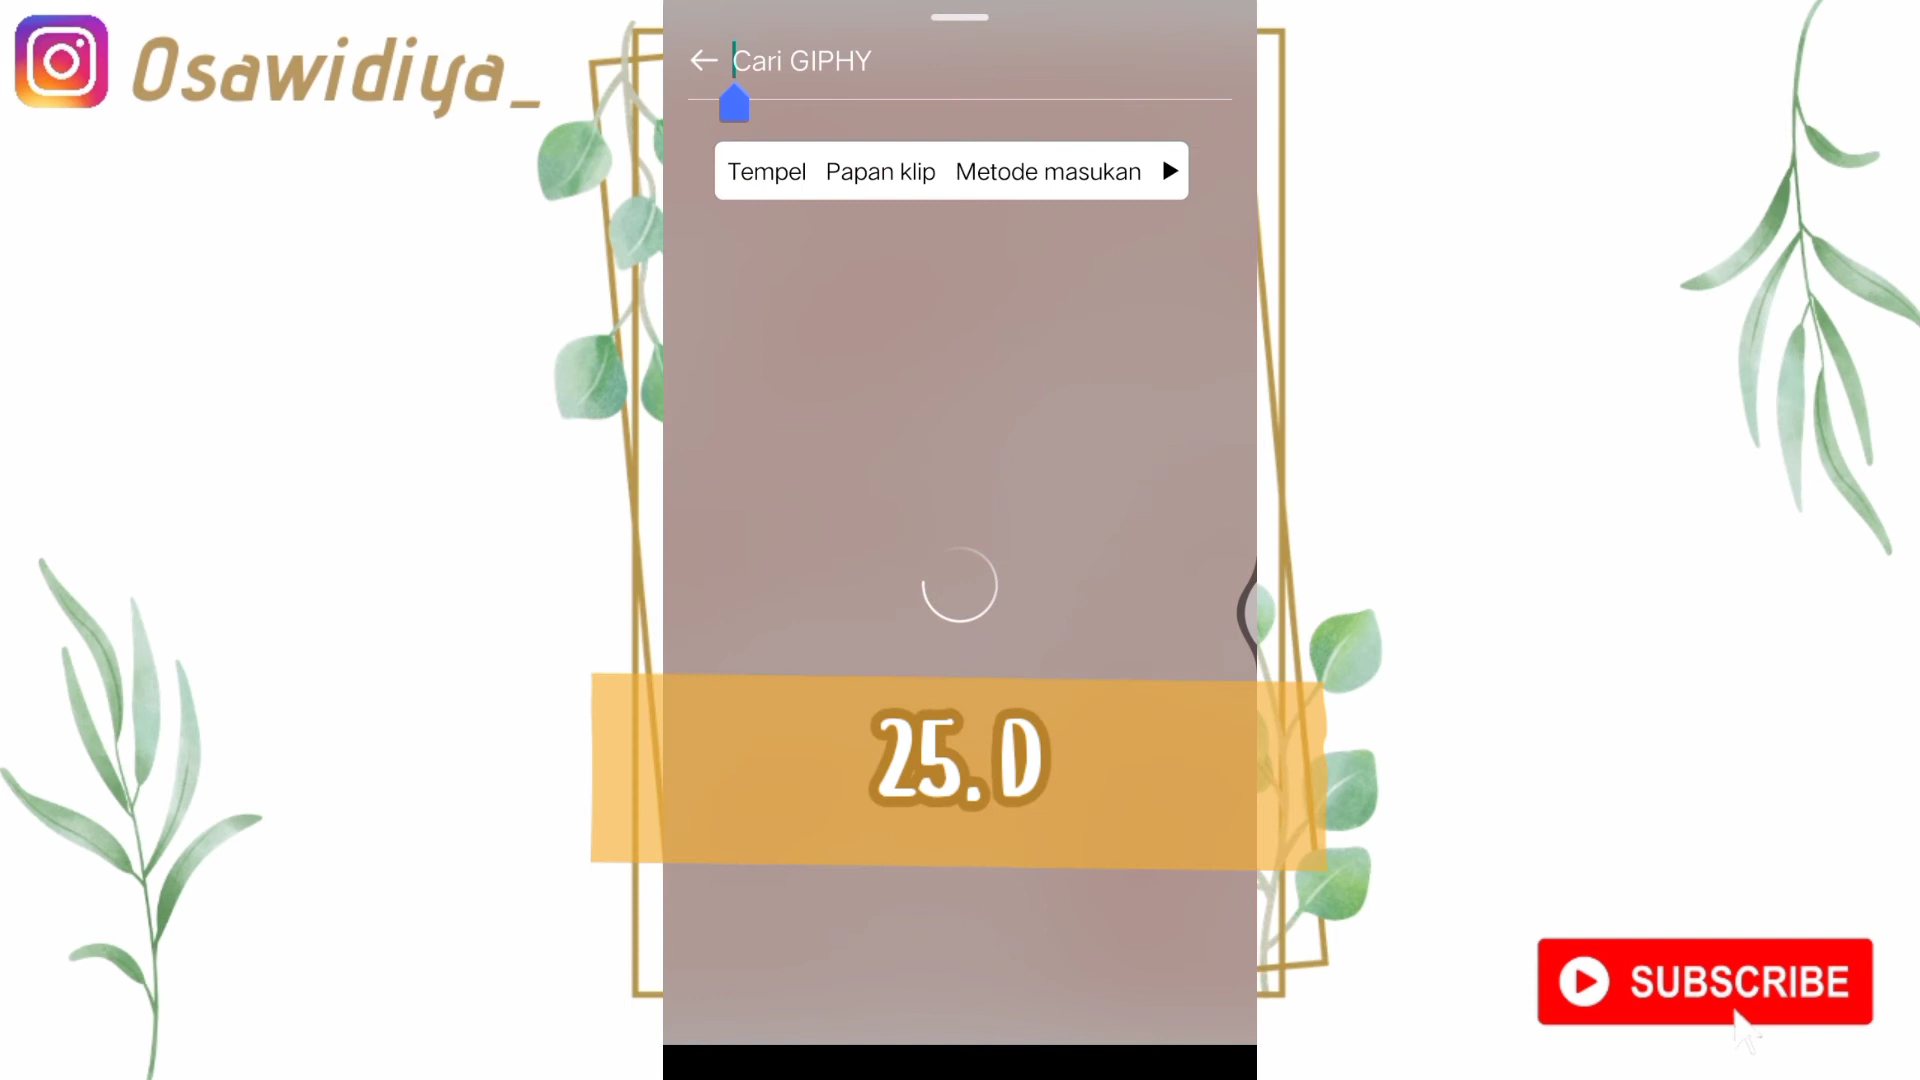 Osawidiya_
Cari GIPHY
Tempel Papan klip Metode masukan
25.D
SUBSCRIBE